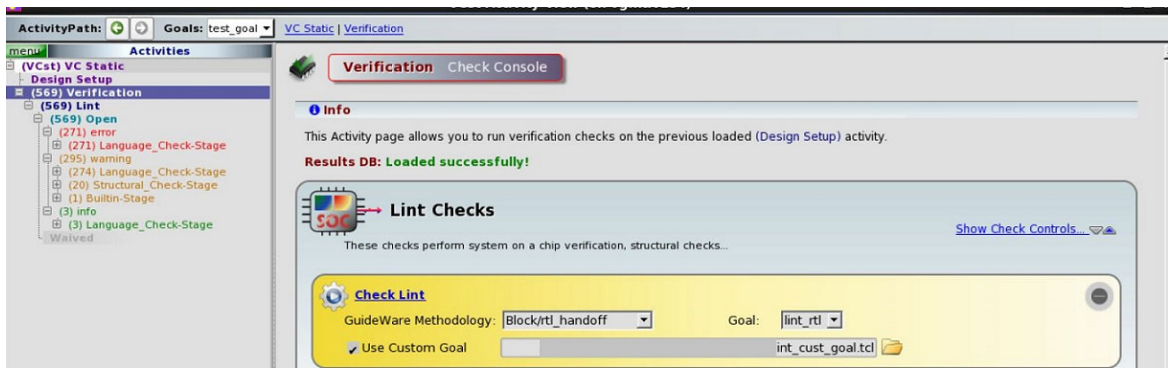 ActivityPath: Goals: test_goal VC Static | Verification
menu Activities
(VCst) VC Static
Design Setup
(569) Verification
(569) Lint
(569) Open
(271) error
(271) Language_Check-Stage
(295) warning
(274) Language_Check-Stage
(20) Structural_Check-Stage
(1) Builtin-Stage
(3) info
(3) Language_Check-Stage
Waived
Verification Check Console
Info
This Activity page allows you to run verification checks on the previous loaded (Design Setup) activity.
Results DB: Loaded successfully!
SOC Lint Checks
Show Check Controls...
These checks perform system on a chip verification, structural checks...
Check Lint
GuideWare Methodology: Block/rtl_handoff Goal: lint_rtl
Use Custom Goal int_cust_goal.tcl